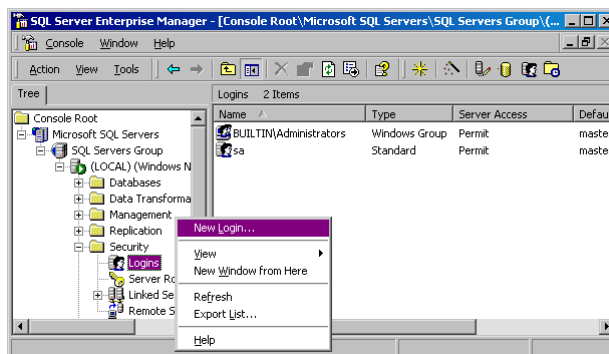 SQL Server Enterprise Manager - [Console Root\Microsoft SQL Servers\SQL Servers Group\(...
Console Window Help
Action View Tools
Tree
Logins 2 Items
Name Type Server Access Defau
BUILTIN\Administrators Windows Group Permit maste
sa Standard Permit maste
Console Root
Microsoft SQL Servers
SQL Servers Group
(LOCAL) (Windows N
Databases
Data Transforma
Management
Replication
Security
Logins
Server Ro
Linked Se
Remote S
New Login...
View
New Window from Here
Refresh
Export List...
Help